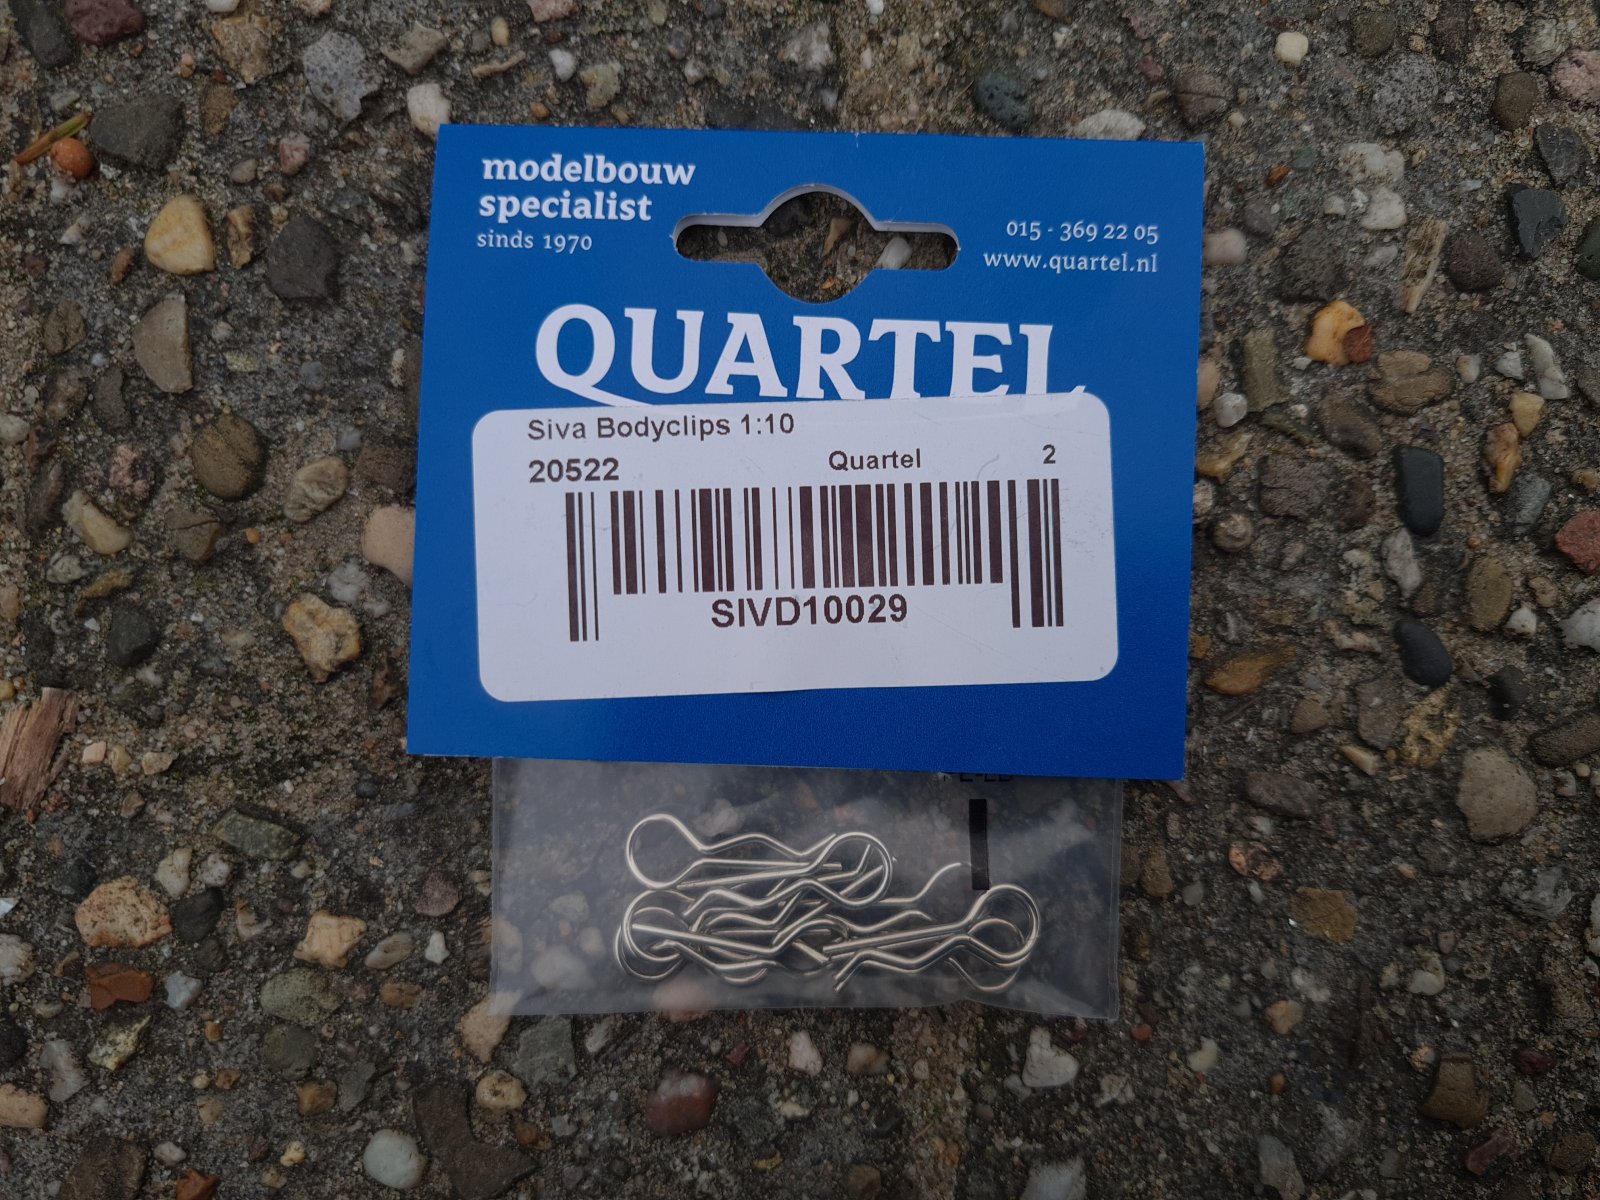 modelbouw
specialist
sinds 1970
015 - 369 22 05
www.quartel.nl
QUARTEL
Siva Bodyclips 1:10
20522 Quartel 2
SIVD10029